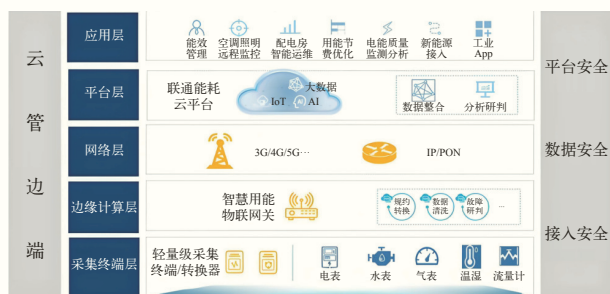 云
管
边
端
应用层
能效
管理
空调照明
远程监控
配电房
智能运维
用能节
费优化
电能质量
监测分析
新能源
接入
工业
App
平台层
联通能耗
云平台
大数据
IoT
AI
数据整合
分析研判
网络层
3G/4G/5G…
IP/PON
边缘计算层
智慧用能
物联网关
规约
转换
数据
清洗
故障
研判
...
采集终端层
轻量级采集
终端/转换器
电表
水表
气表
温湿
流量计
平台安全
数据安全
接入安全